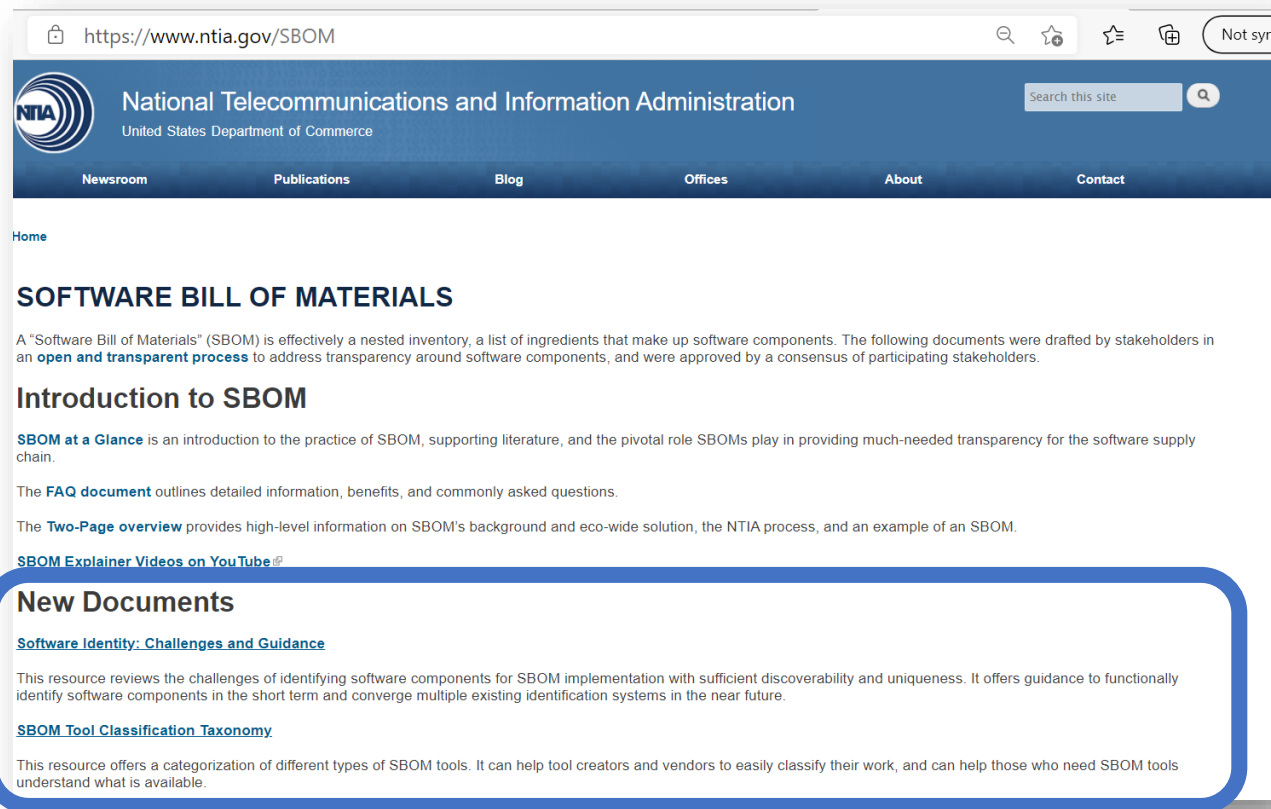 https://www.ntia.gov/SBOM
Not syn
NTIA
National Telecommunications and Information Administration
United States Department of Commerce
Search this site
Newsroom Publications Blog Offices About Contact
Home
SOFTWARE BILL OF MATERIALS
A “Software Bill of Materials” (SBOM) is effectively a nested inventory, a list of ingredients that make up software components. The following documents were drafted by stakeholders in
an open and transparent process to address transparency around software components, and were approved by a consensus of participating stakeholders.
Introduction to SBOM
SBOM at a Glance is an introduction to the practice of SBOM, supporting literature, and the pivotal role SBOMs play in providing much-needed transparency for the software supply
chain.
The FAQ document outlines detailed information, benefits, and commonly asked questions.
The Two-Page overview provides high-level information on SBOM’s background and eco-wide solution, the NTIA process, and an example of an SBOM.
SBOM Explainer Videos on YouTube
New Documents
Software Identity: Challenges and Guidance
This resource reviews the challenges of identifying software components for SBOM implementation with sufficient discoverability and uniqueness. It offers guidance to functionally
identify software components in the short term and converge multiple existing identification systems in the near future.
SBOM Tool Classification Taxonomy
This resource offers a categorization of different types of SBOM tools. It can help tool creators and vendors to easily classify their work, and can help those who need SBOM tools
understand what is available.